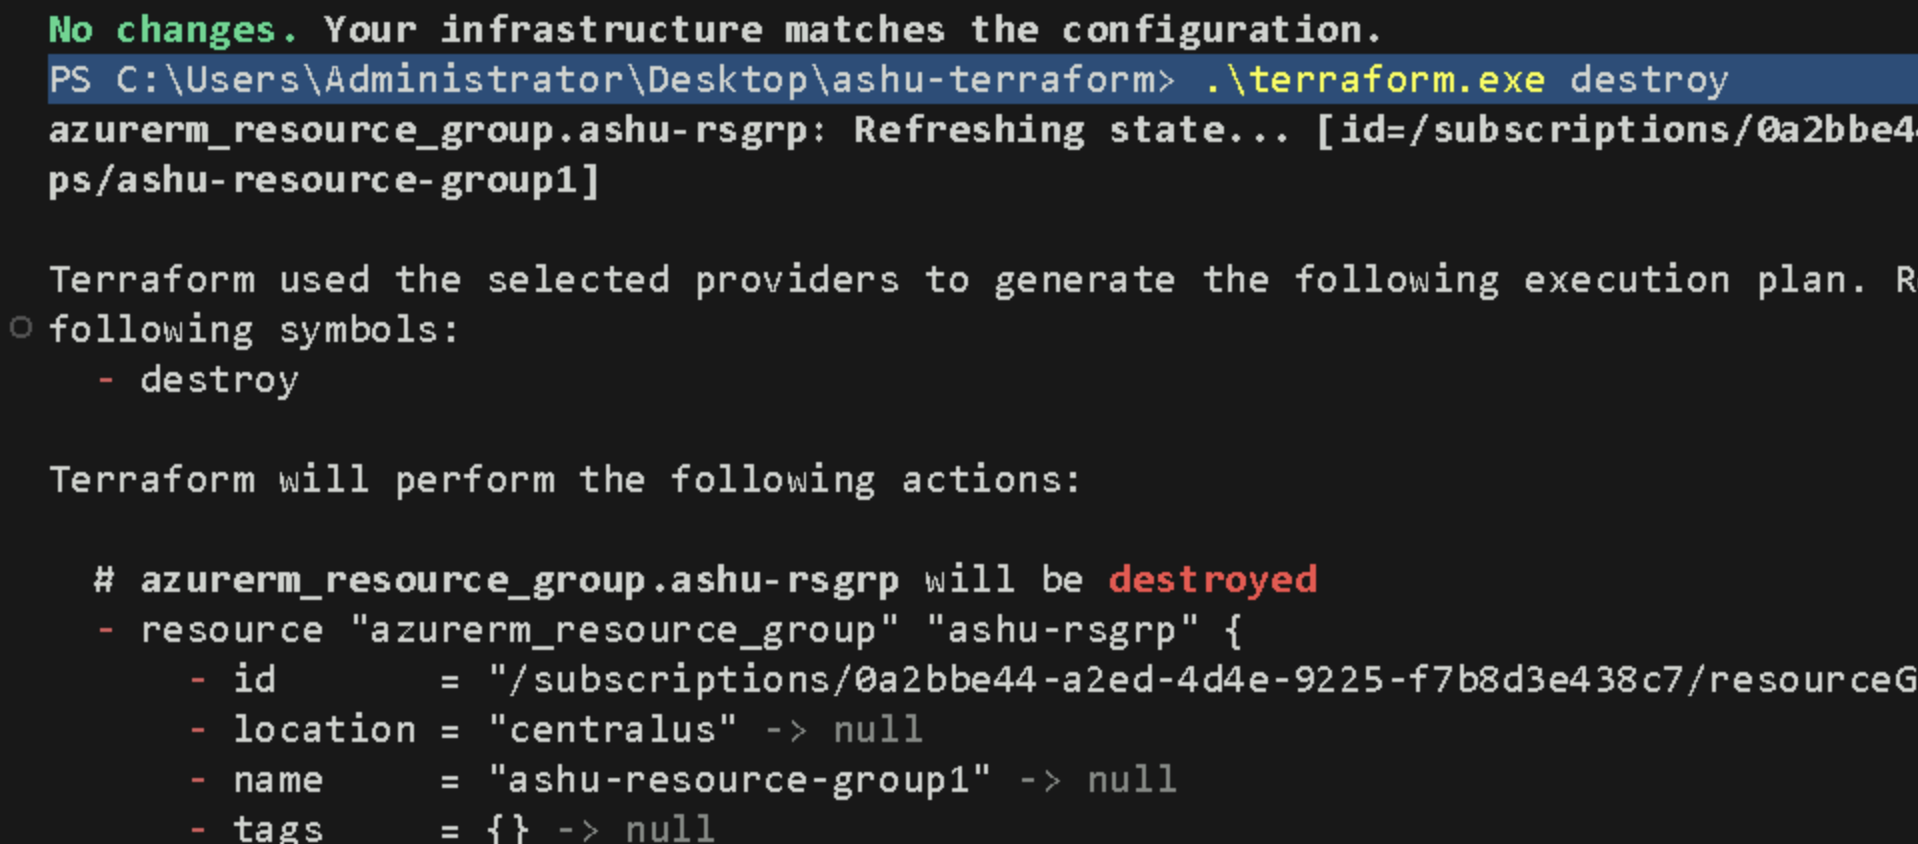 No changes. Your infrastructure matches the configuration.
PS C:\Users\Administrator\Desktop\ashu-terraform> .\terraform.exe destroy
azurerm_resource_group.ashu-rsgrp: Refreshing state... [id=/subscriptions/0a2bbe4
ps/ashu-resource-group1]
Terraform used the selected providers to generate the following execution plan. R
following symbols:
- destroy
Terraform will perform the following actions:
# azurerm_resource_group.ashu-rsgrp will be destroyed
- resource "azurerm_resource_group" "ashu-rsgrp" {
- id = "/subscriptions/0a2bbe44-a2ed-4d4e-9225-f7b8d3e438c7/resourceG
- location = "centralus" -> null
- name = "ashu-resource-group1" -> null
- tags = {} -> null